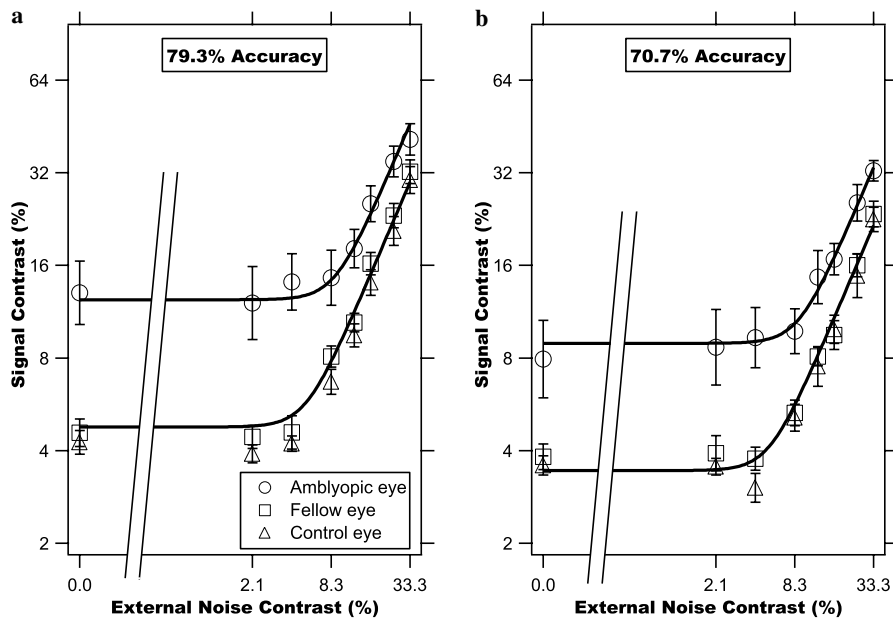 a
79.3% Accuracy
64
32
16
8
4
2
Signal Contrast (%)
Amblyopic eye
Fellow eye
Control eye
0.0 2.1 8.3 33.3
External Noise Contrast (%)
b
70.7% Accuracy
64
32
16
8
4
2
Signal Contrast (%)
0.0 2.1 8.3 33.3
External Noise Contrast (%)